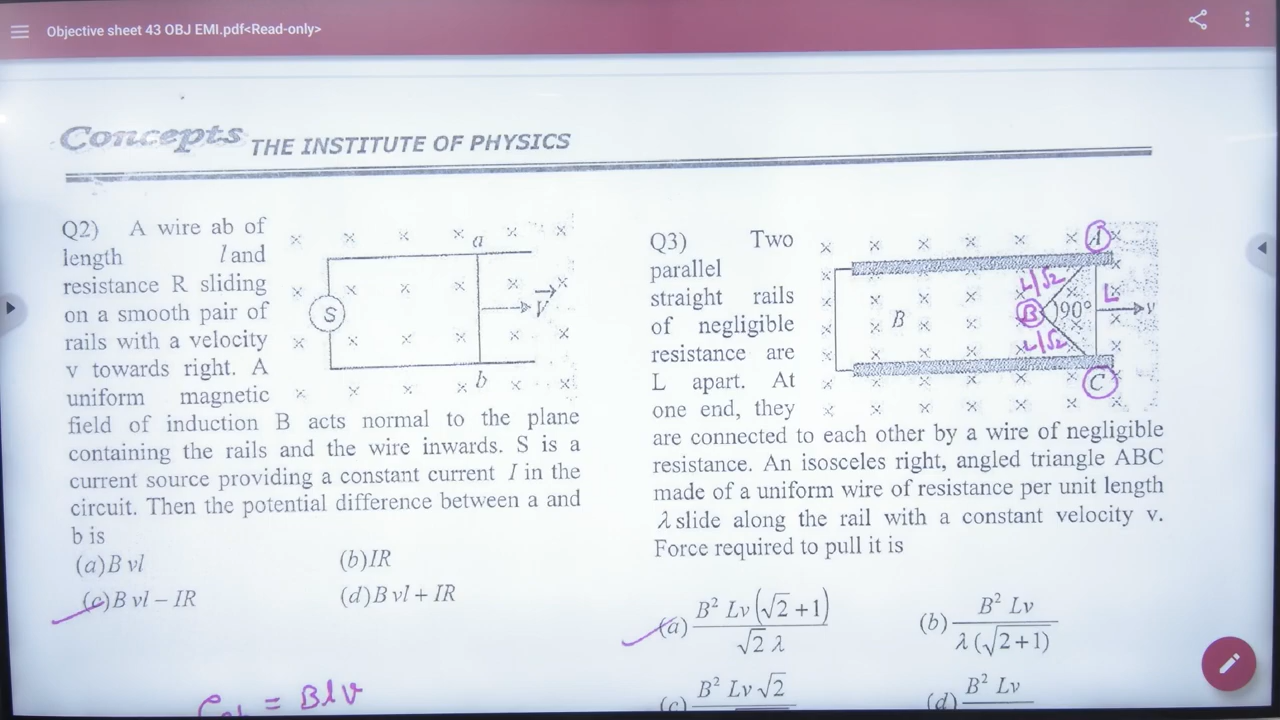 Objective sheet 43 OBJ EMI.pdf<Read-only>
Concepts THE INSTITUTE OF PHYSICS
Q2) A wire ab of
length l and
resistance R sliding
on a smooth pair of
rails with a velocity
v towards right. A
uniform magnetic
field of induction B acts normal to the plane
containing the rails and the wire inwards. S is a
current source providing a constant current I in the
circuit. Then the potential difference between a and
b is
(a) B vl
(b) IR
(c) B vl – IR
(d) B vl + IR
a
S
V
b
= Blv
Q3) Two
parallel
straight rails
of negligible
resistance are
L apart. At
one end, they
are connected to each other by a wire of negligible
resistance. An isosceles right, angled triangle ABC
made of a uniform wire of resistance per unit length
λ slide along the rail with a constant velocity v.
Force required to pull it is
(a) B² Lv (√2 + 1) / √2 λ
(b) B² Lv / λ (√2 + 1)
(c) B² Lv √2
(d) B² Lv
A
L/√2
L
B
B
90°
v
L/√2
C